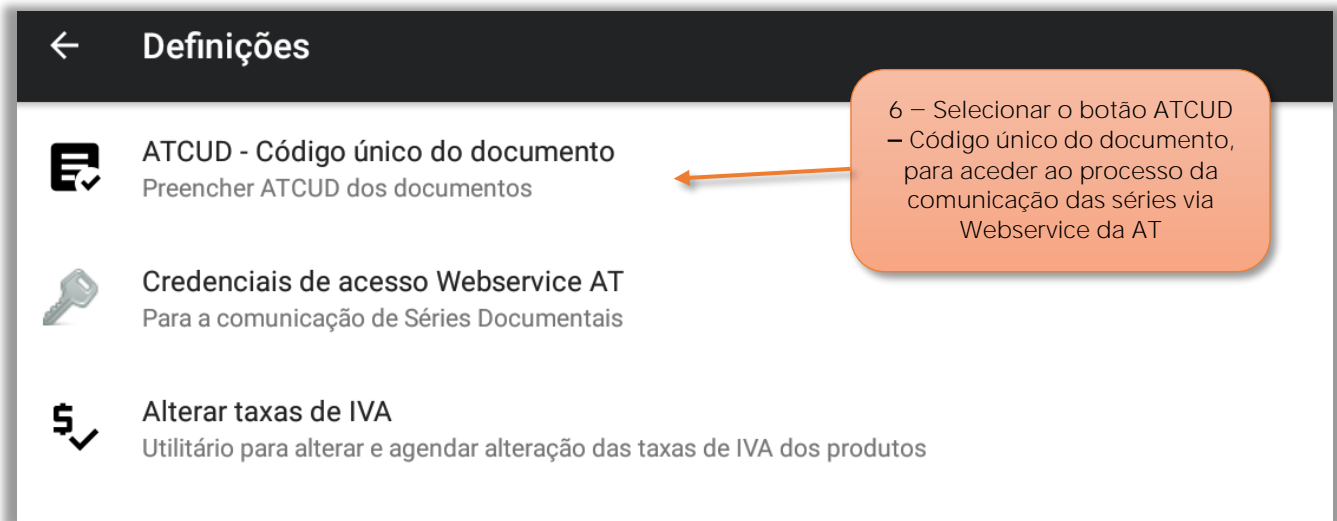 Definições
6 – Selecionar o botão ATCUD
– Código único do documento,
para aceder ao processo da
comunicação das séries via
Webservice da AT
ATCUD - Código único do documento
Preencher ATCUD dos documentos
Credenciais de acesso Webservice AT
Para a comunicação de Séries Documentais
Alterar taxas de IVA
Utilitário para alterar e agendar alteração das taxas de IVA dos produtos